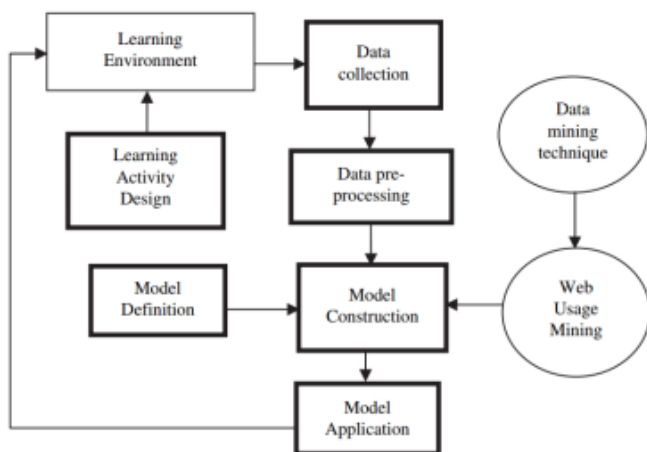 Learning
Environment
Data
collection
Data
mining
technique
Learning
Activity
Design
Data pre-
processing
Model
Definition
Model
Construction
Web
Usage
Mining
Model
Application